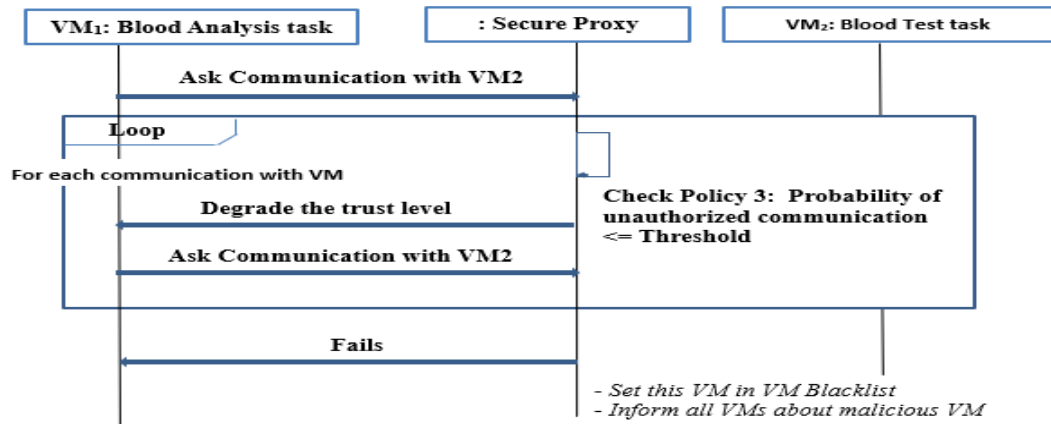 VM₁: Blood Analysis task
: Secure Proxy
VM₂: Blood Test task
Ask Communication with VM2
Loop
For each communication with VM
Check Policy 3: Probability of
unauthorized communication
<= Threshold
Degrade the trust level
Ask Communication with VM2
Fails
- Set this VM in VM Blacklist
- Inform all VMs about malicious VM